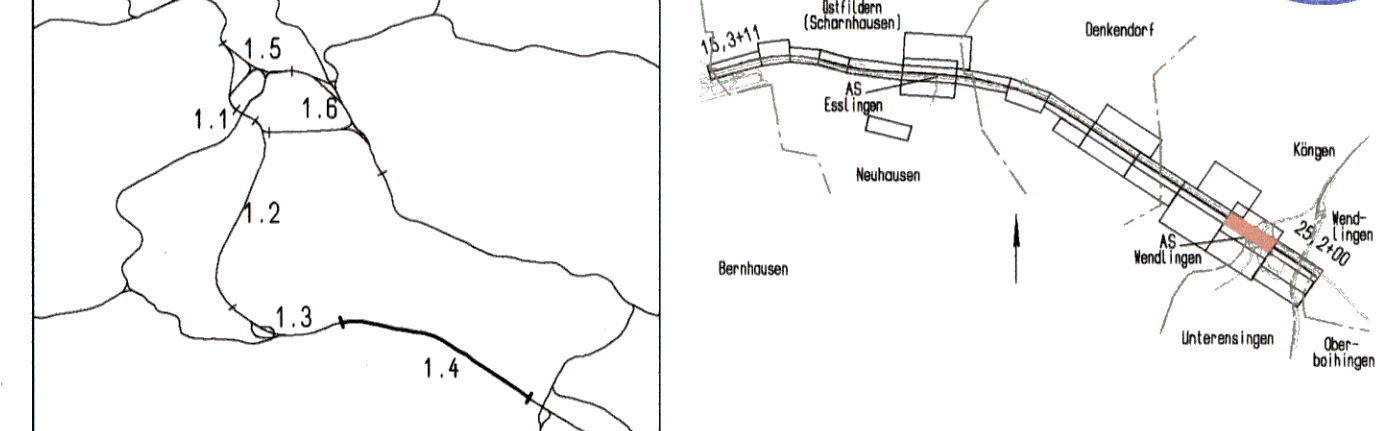 1.5
1.6
1.1
1.2
1.3
1.4
Ostfildern
(Scharnhausen)
Denkendorf
15,3+11
AS
Esslingen
Neuhausen
Köngen
Wend-
lingen
25,2+00
AS
Wendlingen
Bernhausen
Unterensingen
Ober-
boihingen